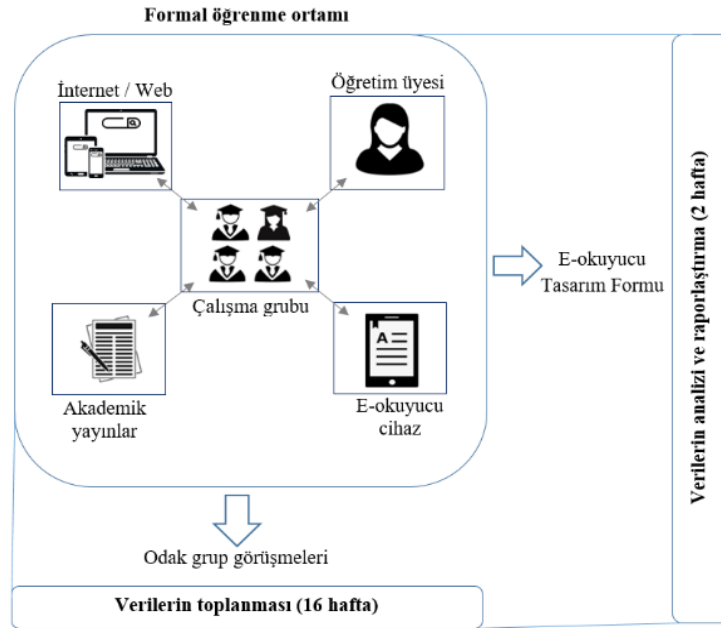 Formal öğrenme ortamı
İnternet / Web
Öğretim üyesi
Çalışma grubu
Akademik
yayınlar
E-okuyucu
cihaz
E-okuyucu
Tasarım Formu
Odak grup görüşmeleri
Verilerin toplanması (16 hafta)
Verilerin analizi ve raporlaştırma (2 hafta)